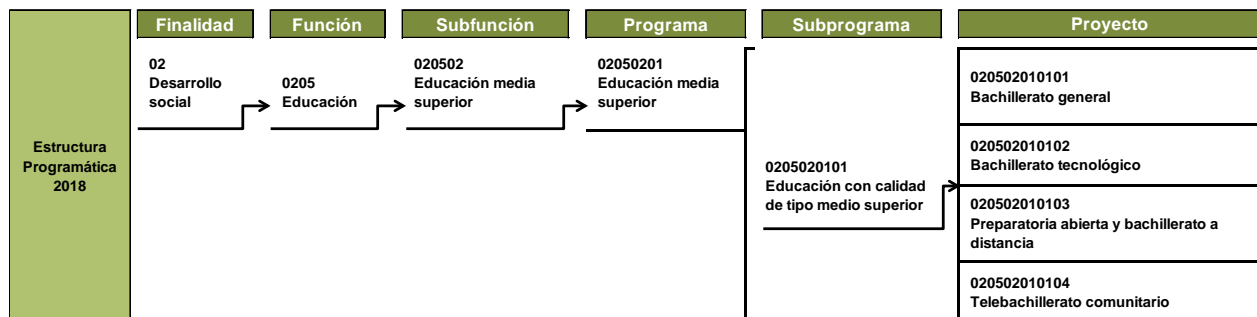 Finalidad
Función
Subfunción
Programa
Subprograma
Proyecto
Estructura
Programática
2018
02
Desarrollo
social
0205
Educación
020502
Educación media
superior
02050201
Educación media
superior
0205020101
Educación con calidad
de tipo medio superior
020502010101
Bachillerato general
020502010102
Bachillerato tecnológico
020502010103
Preparatoria abierta y bachillerato a
distancia
020502010104
Telebachillerato comunitario